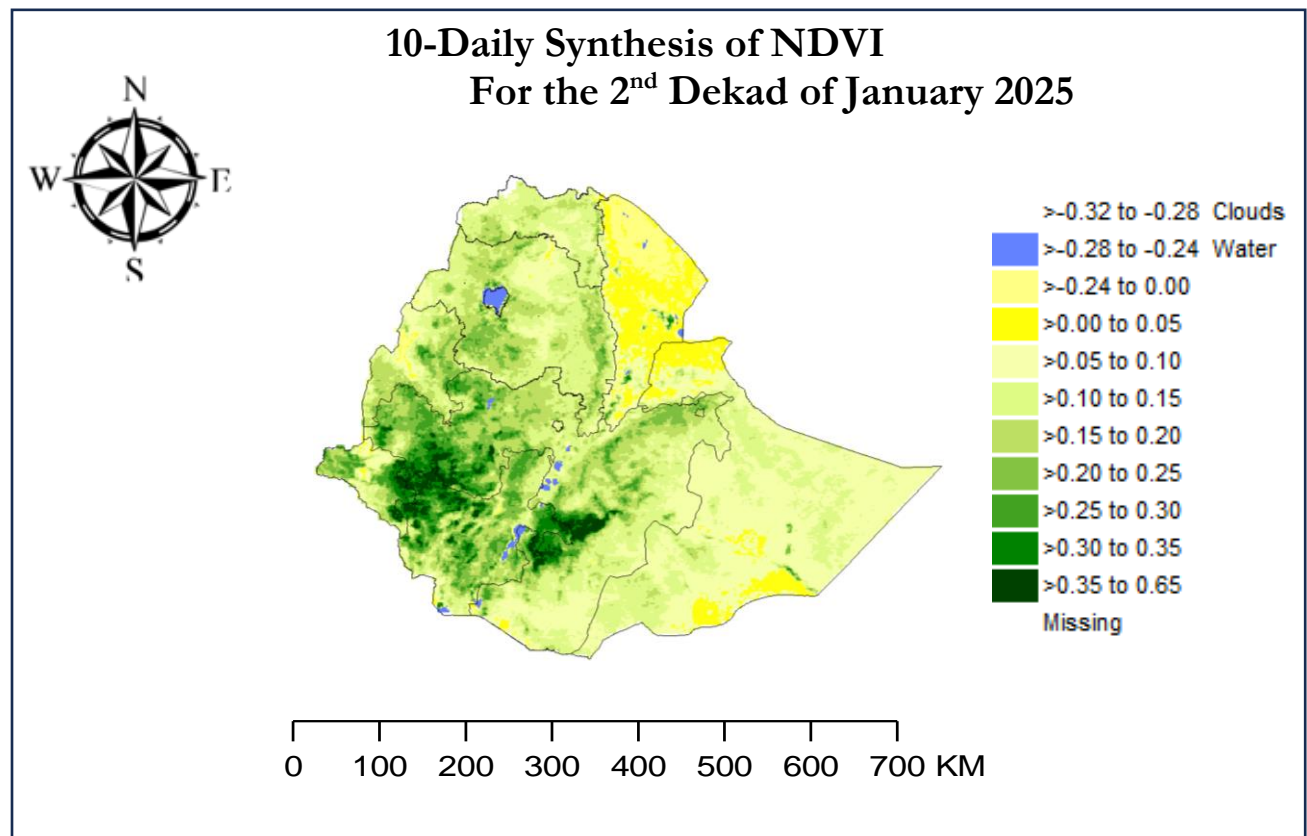 10-Daily Synthesis of NDVI
For the 2nd Dekad of January 2025
N
W E
S
>-0.32 to -0.28 Clouds
>-0.28 to -0.24 Water
>-0.24 to 0.00
>0.00 to 0.05
>0.05 to 0.10
>0.10 to 0.15
>0.15 to 0.20
>0.20 to 0.25
>0.25 to 0.30
>0.30 to 0.35
>0.35 to 0.65
Missing
0 100 200 300 400 500 600 700 KM